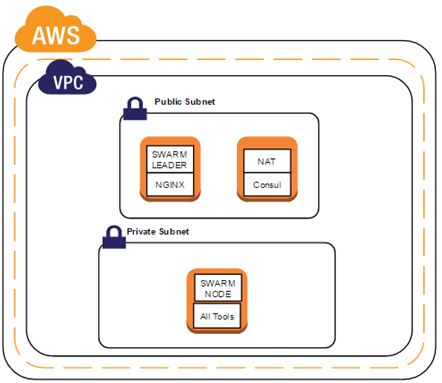 AWS
VPC
Public Subnet
SWARM
LEADER
NGINX
NAT
Consul
Private Subnet
SWARM
NODE
All Tools